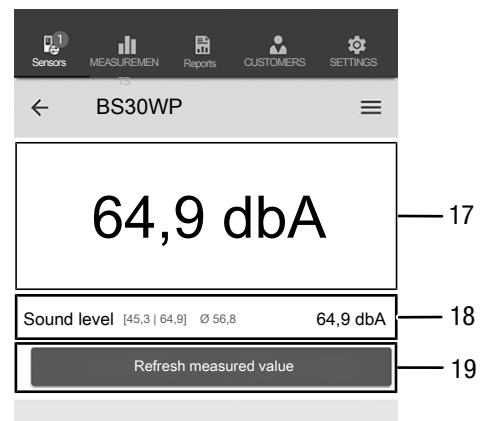 1
Sensors MEASUREMEN Reports CUSTOMERS SETTINGS
TS
BS30WP
64,9 dbA
17
Sound level [45,3 | 64,9] Ø 56,8 64,9 dbA
18
Refresh measured value
19